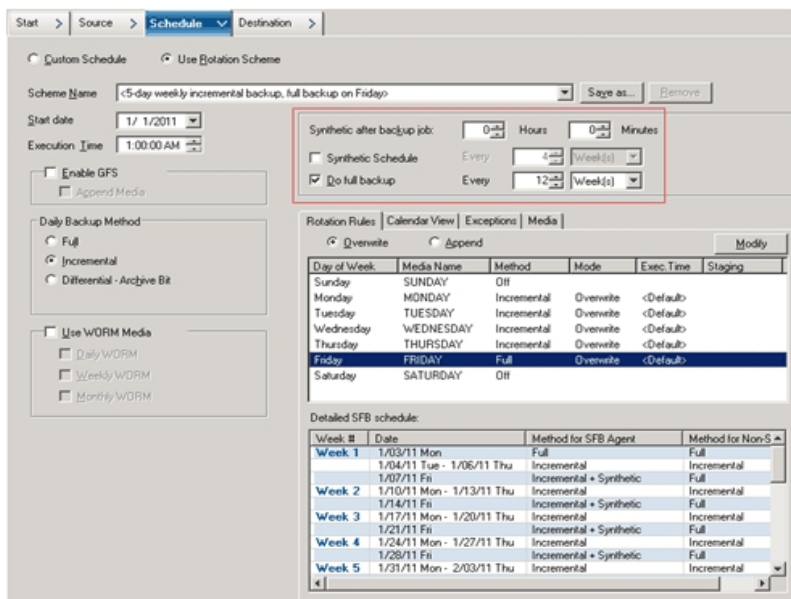 Start > Source > Schedule Destination >
Custom Schedule Use Rotation Scheme
Scheme Name <5-day weekly incremental backup, full backup on Friday> Save as... Remove
Start date 1/ 1/2011
Execution Time 1:00:00 AM
Enable GFS
Append Media
Daily Backup Method
Full
Incremental
Differential - Archive Bit
Use WORM Media
Daily WORM
Weekly WORM
Monthly WORM
Synthetic after backup job: 0 Hours 0 Minutes
Synthetic Schedule Every 4 Week(s)
Do full backup Every 12 Week(s)
Rotation Rules Calendar View Exceptions Media
Overwrite Append Modify
Day of Week Media Name Method Mode Exec.Time Staging
Sunday SUNDAY Off
Monday MONDAY Incremental Overwrite <Default>
Tuesday TUESDAY Incremental Overwrite <Default>
Wednesday WEDNESDAY Incremental Overwrite <Default>
Thursday THURSDAY Incremental Overwrite <Default>
Friday FRIDAY Full Overwrite <Default>
Saturday SATURDAY Off
Detailed SFB schedule:
Week # Date Method for SFB Agent Method for Non-S
Week 1 1/03/11 Mon Full Full
1/04/11 Tue - 1/06/11 Thu Incremental Incremental
1/07/11 Fri Incremental + Synthetic Full
Week 2 1/10/11 Mon - 1/13/11 Thu Incremental Incremental
1/14/11 Fri Incremental + Synthetic Full
Week 3 1/17/11 Mon - 1/20/11 Thu Incremental Incremental
1/21/11 Fri Incremental + Synthetic Full
Week 4 1/24/11 Mon - 1/27/11 Thu Incremental Incremental
1/28/11 Fri Incremental + Synthetic Full
Week 5 1/31/11 Mon - 2/03/11 Thu Incremental Incremental